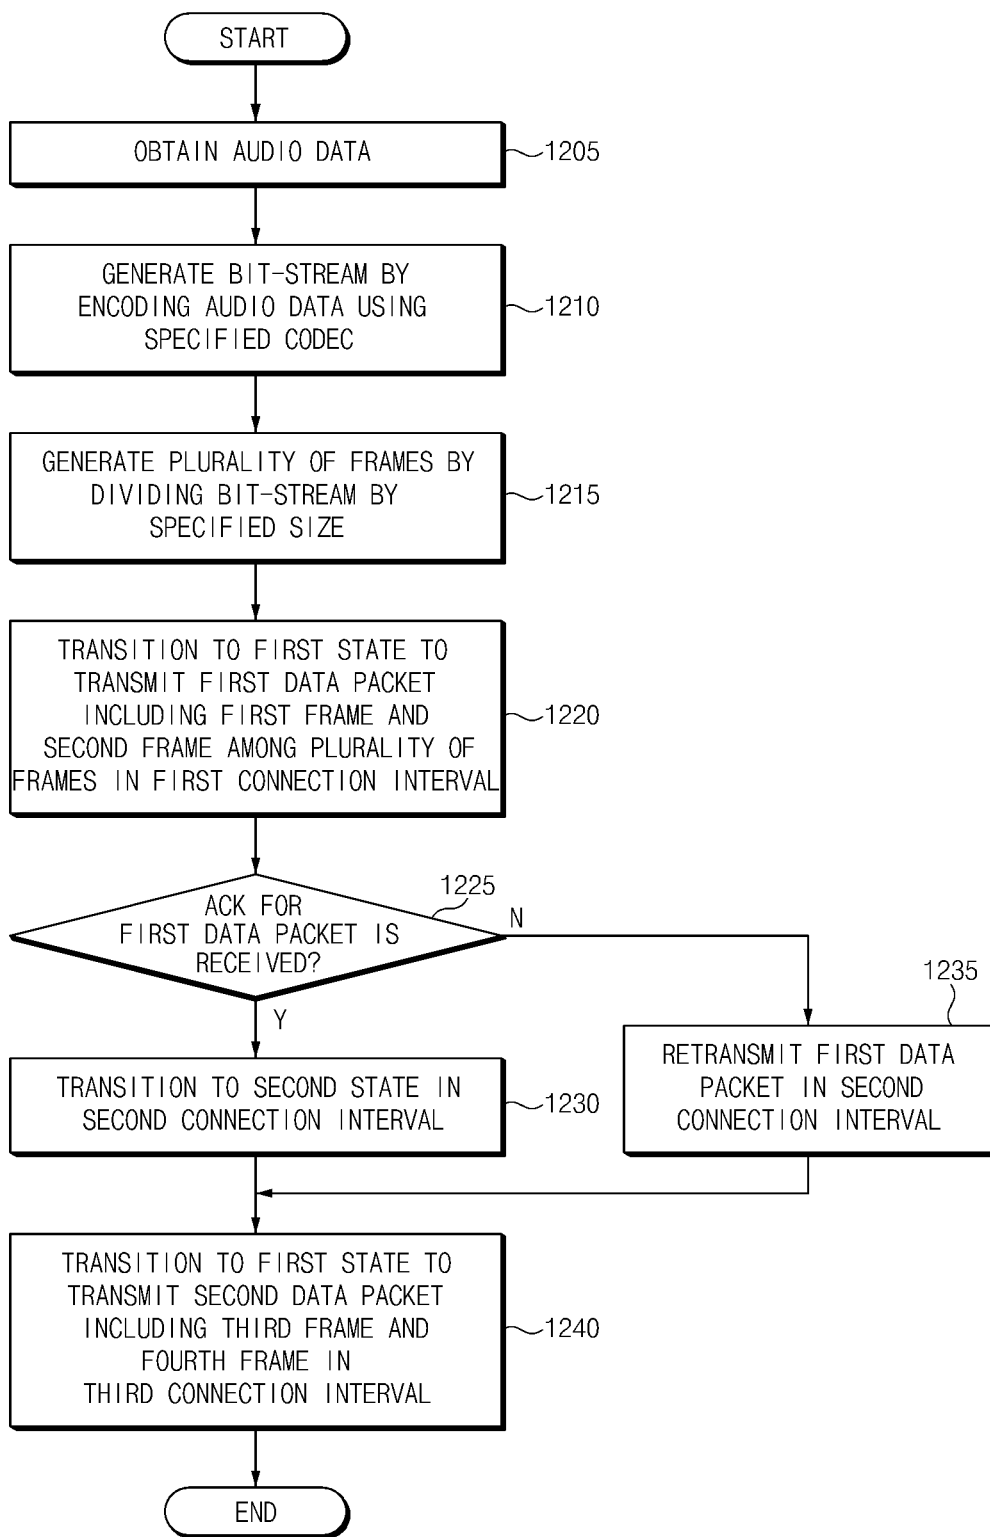 START
OBTAIN AUDIO DATA
1205
GENERATE BIT-STREAM BY
ENCODING AUDIO DATA USING
SPECIFIED CODEC
1210
GENERATE PLURALITY OF FRAMES BY
DIVIDING BIT-STREAM BY
SPECIFIED SIZE
1215
TRANSITION TO FIRST STATE TO
TRANSMIT FIRST DATA PACKET
INCLUDING FIRST FRAME AND
SECOND FRAME AMONG PLURALITY OF
FRAMES IN FIRST CONNECTION INTERVAL
1220
ACK FOR
FIRST DATA PACKET IS
RECEIVED?
1225
N
Y
TRANSITION TO SECOND STATE IN
SECOND CONNECTION INTERVAL
1230
RETRANSMIT FIRST DATA
PACKET IN SECOND
CONNECTION INTERVAL
1235
TRANSITION TO FIRST STATE TO
TRANSMIT SECOND DATA PACKET
INCLUDING THIRD FRAME AND
FOURTH FRAME IN
THIRD CONNECTION INTERVAL
1240
END